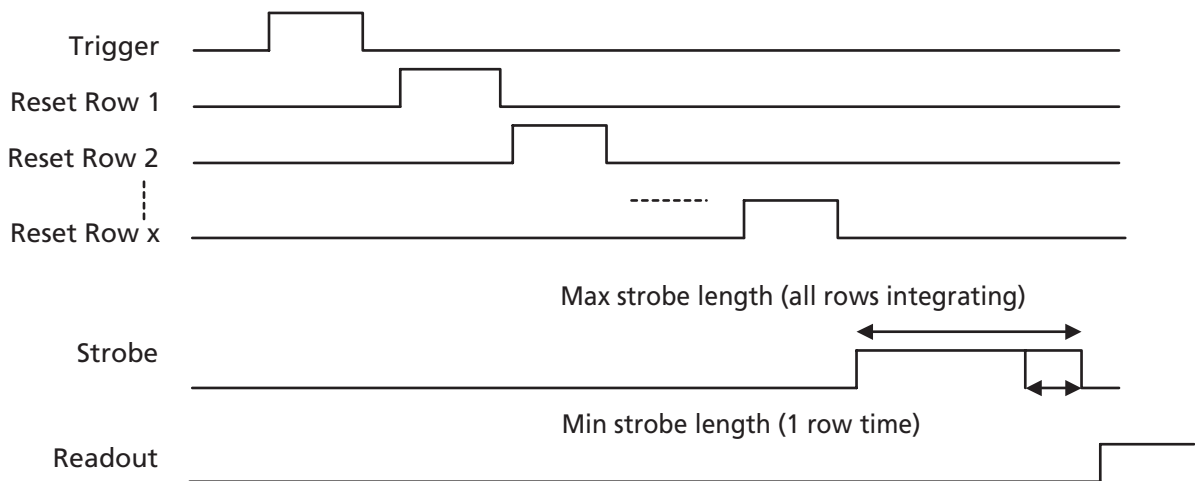 Trigger
Reset Row 1
Reset Row 2
Reset Row x
Max strobe length (all rows integrating)
Strobe
Min strobe length (1 row time)
Readout